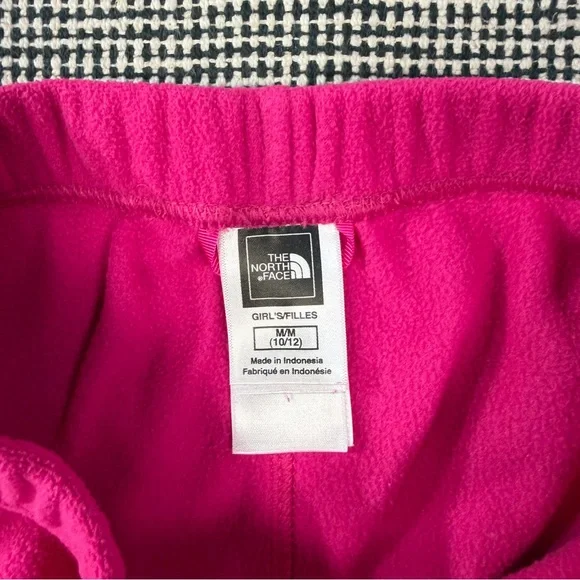 THE
NORTH
FACE
GIRL'S/FILLES
M/M
(10/12)
Made in Indonesia
Fabriqué en Indonésie